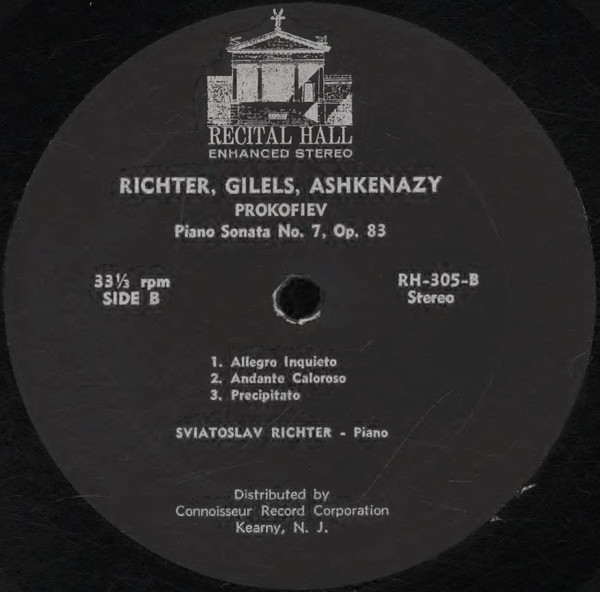 RECITAL HALL
ENHANCED STEREO
RICHTER, GILELS, ASHKENAZY
PROKOFIEV
Piano Sonata No. 7, Op. 83
33⅓ rpm
SIDE B
RH-305-B
Stereo
1. Allegro Inquieto
2. Andante Caloroso
3. Precipitato
SVIATOSLAV RICHTER - Piano
Distributed by
Connoisseur Record Corporation
Kearny, N. J.